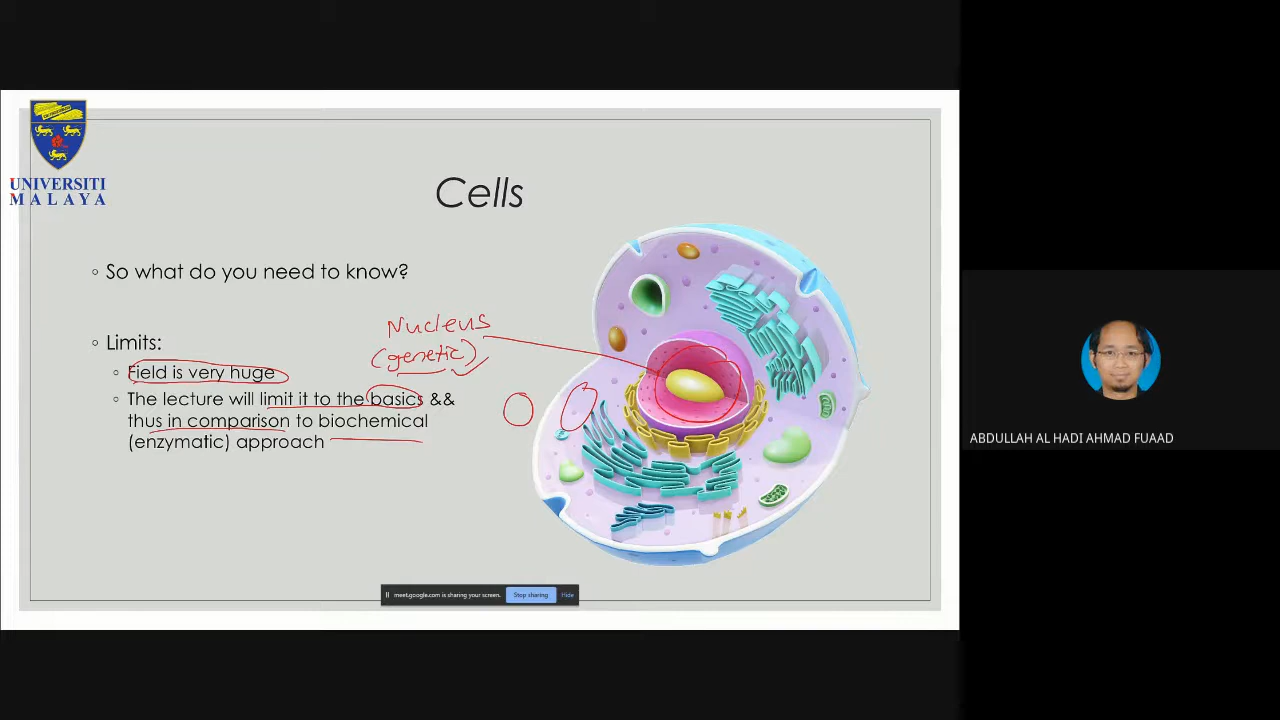 UNIVERSITI
MALAYA
Cells
So what do you need to know?
Limits:
Nucleus
(genetic)
Field is very huge
The lecture will limit it to the basics &&
thus in comparison to biochemical
(enzymatic) approach
meet.google.com is sharing your screen.
Stop sharing
Hide
ABDULLAH AL HADI AHMAD FUAAD